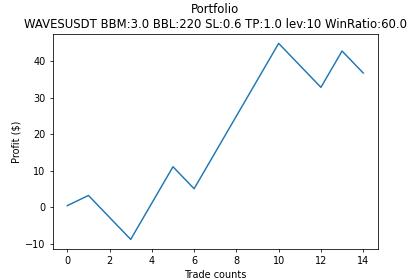 Portfolio
WAVESUSDT BBM:3.0 BBL:220 SL:0.6 TP:1.0 lev:10 WinRatio:60.0
40
30
20
10
0
−10
Profit ($)
0 2 4 6 8 10 12 14
Trade counts